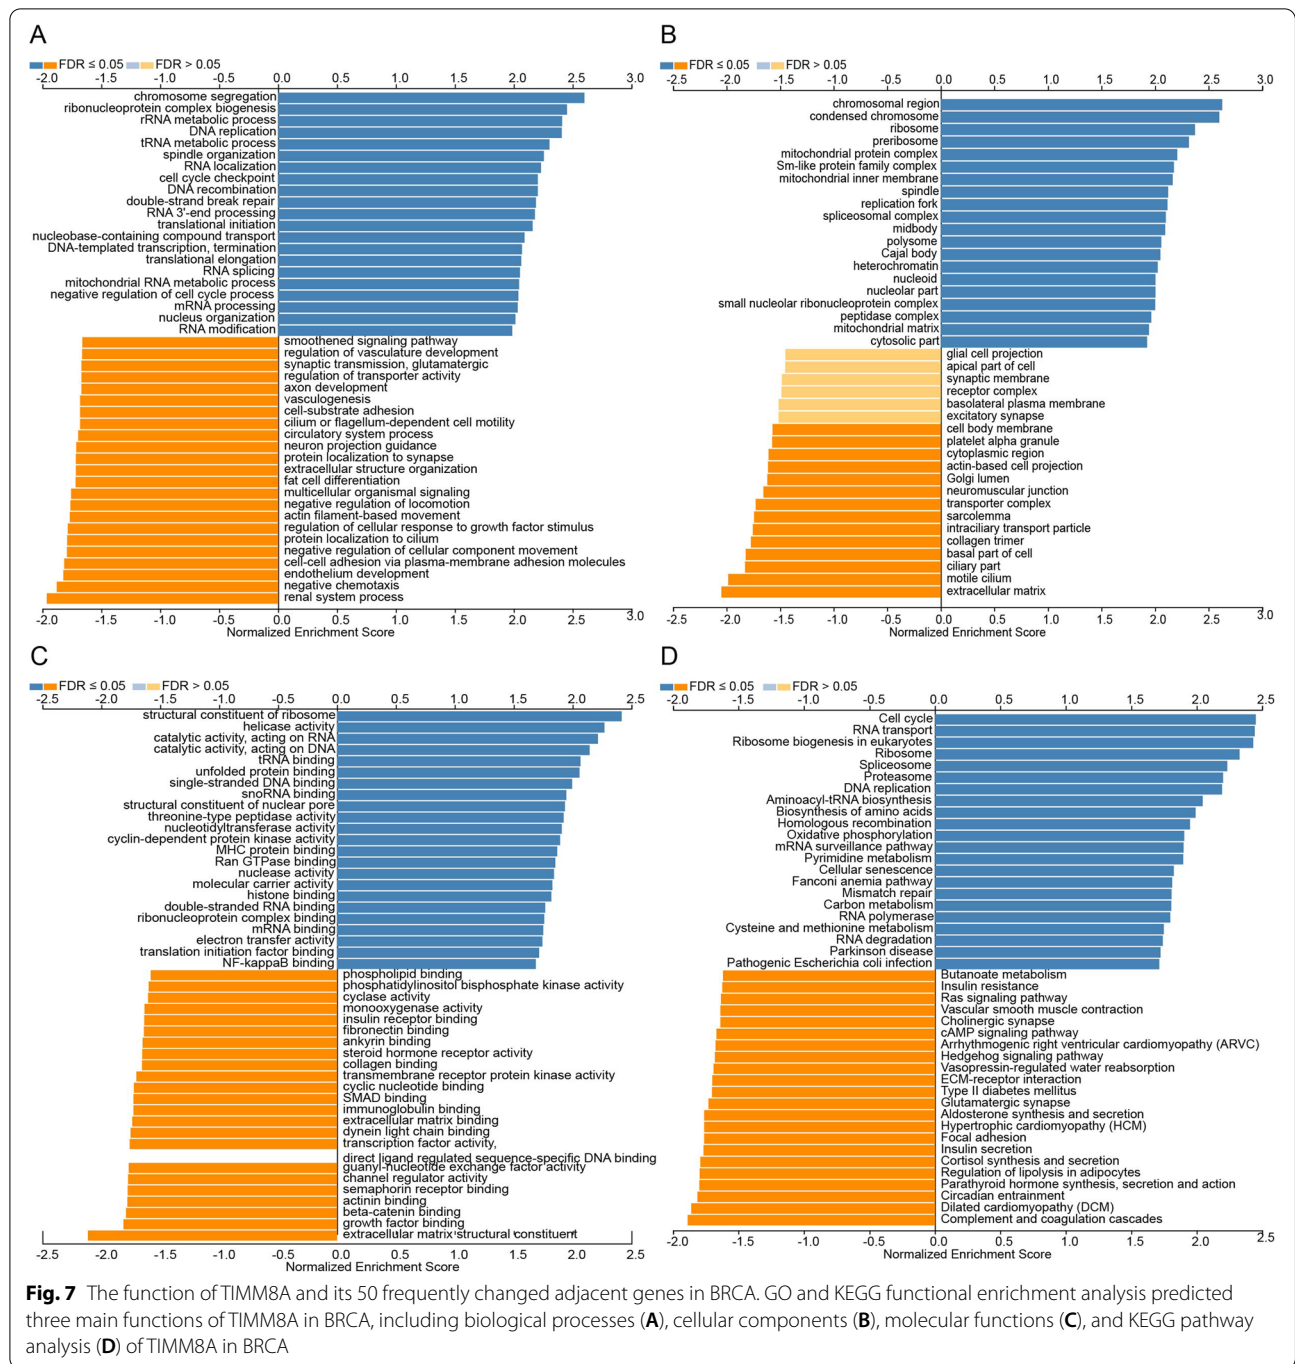 A
FDR ≤ 0.05 FDR > 0.05
-2.0 -1.5 -1.0 -0.5 0.0 0.5 1.0 1.5 2.0 2.5 3.0
chromosome segregation
ribonucleoprotein complex biogenesis
rRNA metabolic process
DNA replication
tRNA metabolic process
spindle organization
RNA localization
cell cycle checkpoint
DNA recombination
double-strand break repair
RNA 3'-end processing
translational initiation
nucleobase-containing compound transport
DNA-templated transcription, termination
translational elongation
RNA splicing
mitochondrial RNA metabolic process
negative regulation of cell cycle process
mRNA processing
nucleus organization
RNA modification
smoothened signaling pathway
regulation of vasculature development
synaptic transmission, glutamatergic
regulation of transporter activity
axon development
vasculogenesis
cell-substrate adhesion
cilium or flagellum-dependent cell motility
circulatory system process
neuron projection guidance
protein localization to synapse
extracellular structure organization
fat cell differentiation
multicellular organismal signaling
negative regulation of locomotion
actin filament-based movement
regulation of cellular response to growth factor stimulus
protein localization to cilium
negative regulation of cellular component movement
cell-cell adhesion via plasma-membrane adhesion molecules
endothelium development
negative chemotaxis
renal system process
-2.0 -1.5 -1.0 -0.5 0.0 0.5 1.0 1.5 2.0 2.5 3.0
Normalized Enrichment Score
B
FDR ≤ 0.05 FDR > 0.05
-2.5 -2.0 -1.5 -1.0 -0.5 0.0 0.5 1.0 1.5 2.0 2.5 3.0
chromosomal region
condensed chromosome
ribosome
preribosome
mitochondrial protein complex
Sm-like protein family complex
mitochondrial inner membrane
spindle
replication fork
spliceosomal complex
midbody
polysome
Cajal body
heterochromatin
nucleoid
nucleolar part
small nucleolar ribonucleoprotein complex
peptidase complex
mitochondrial matrix
cytosolic part
glial cell projection
apical part of cell
synaptic membrane
receptor complex
basolateral plasma membrane
excitatory synapse
cell body membrane
platelet alpha granule
cytoplasmic region
actin-based cell projection
Golgi lumen
neuromuscular junction
transporter complex
sarcolemma
intraciliary transport particle
collagen trimer
basal part of cell
ciliary part
motile cilium
extracellular matrix
-2.5 -2.0 -1.5 -1.0 -0.5 0.0 0.5 1.0 1.5 2.0 2.5 3.0
Normalized Enrichment Score
C
FDR ≤ 0.05 FDR > 0.05
-2.5 -2.0 -1.5 -1.0 -0.5 0.0 0.5 1.0 1.5 2.0 2.5
structural constituent of ribosome
helicase activity
catalytic activity, acting on RNA
catalytic activity, acting on DNA
tRNA binding
unfolded protein binding
single-stranded DNA binding
snoRNA binding
structural constituent of nuclear pore
threonine-type peptidase activity
nucleotidyltransferase activity
cyclin-dependent protein kinase activity
MHC protein binding
Ran GTPase binding
nuclease activity
molecular carrier activity
histone binding
double-stranded RNA binding
ribonucleoprotein complex binding
mRNA binding
electron transfer activity
translation initiation factor binding
NF-kappaB binding
phospholipid binding
phosphatidylinositol bisphosphate kinase activity
cyclase activity
monooxygenase activity
insulin receptor binding
fibronectin binding
ankyrin binding
steroid hormone receptor activity
collagen binding
transmembrane receptor protein kinase activity
cyclic nucleotide binding
SMAD binding
immunoglobulin binding
extracellular matrix binding
dynein light chain binding
transcription factor activity,
direct ligand regulated sequence-specific DNA binding
guanyl-nucleotide exchange factor activity
channel regulator activity
semaphorin receptor binding
actinin binding
beta-catenin binding
growth factor binding
extracellular matrix structural constituent
-2.5 -2.0 -1.5 -1.0 -0.5 0.0 0.5 1.0 1.5 2.0 2.5
Normalized Enrichment Score
D
FDR ≤ 0.05 FDR > 0.05
-2.0 -1.5 -1.0 -0.5 0.0 0.5 1.0 1.5 2.0 2.5
Cell cycle
RNA transport
Ribosome biogenesis in eukaryotes
Ribosome
Spliceosome
Proteasome
DNA replication
Aminoacyl-tRNA biosynthesis
Biosynthesis of amino acids
Homologous recombination
Oxidative phosphorylation
mRNA surveillance pathway
Pyrimidine metabolism
Cellular senescence
Fanconi anemia pathway
Mismatch repair
Carbon metabolism
RNA polymerase
Cysteine and methionine metabolism
RNA degradation
Parkinson disease
Pathogenic Escherichia coli infection
Butanoate metabolism
Insulin resistance
Ras signaling pathway
Vascular smooth muscle contraction
Cholinergic synapse
cAMP signaling pathway
Arrhythmogenic right ventricular cardiomyopathy (ARVC)
Hedgehog signaling pathway
Vasopressin-regulated water reabsorption
ECM-receptor interaction
Type II diabetes mellitus
Glutamatergic synapse
Aldosterone synthesis and secretion
Hypertrophic cardiomyopathy (HCM)
Focal adhesion
Insulin secretion
Cortisol synthesis and secretion
Regulation of lipolysis in adipocytes
Parathyroid hormone synthesis, secretion and action
Circadian entrainment
Dilated cardiomyopathy (DCM)
Complement and coagulation cascades
-2.0 -1.5 -1.0 -0.5 0.0 0.5 1.0 1.5 2.0 2.5
Normalized Enrichment Score
Fig. 7 The function of TIMM8A and its 50 frequently changed adjacent genes in BRCA. GO and KEGG functional enrichment analysis predicted
three main functions of TIMM8A in BRCA, including biological processes (A), cellular components (B), molecular functions (C), and KEGG pathway
analysis (D) of TIMM8A in BRCA